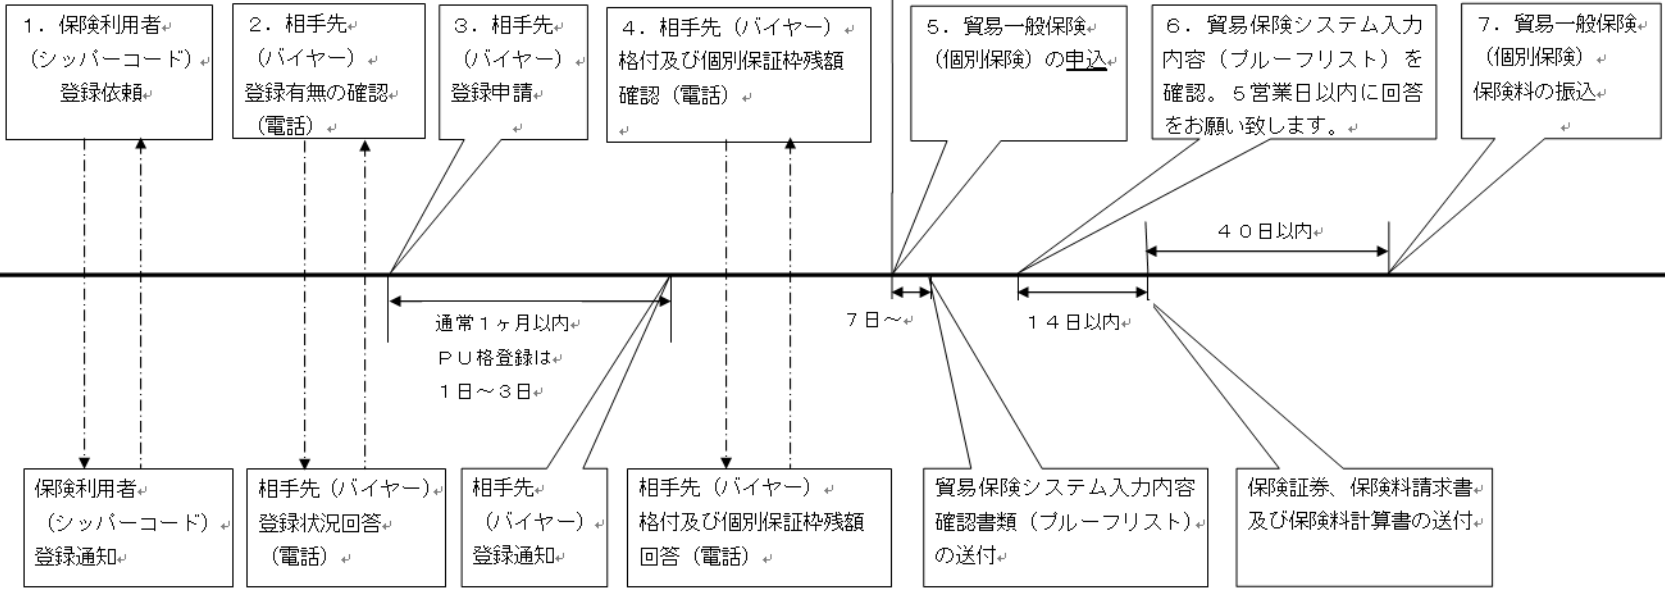 1．保険利用者
（シッパーコード）
登録依頼
2．相手先
（バイヤー）
登録有無の確認
（電話）
3．相手先
（バイヤー）
登録申請
4．相手先（バイヤー）
格付及び個別保証枠残額
確認（電話）
5．貿易一般保険
（個別保険）の申込
6．貿易保険システム入力
内容（プルーフリスト）を
確認。5営業日以内に回答
をお願い致します。
7．貿易一般保険
（個別保険）
保険料の振込
40日以内
通常1ヶ月以内
PU格登録は
1日～3日
7日～
14日以内
保険利用者
（シッパーコード）
登録通知
相手先（バイヤー）
登録状況回答
（電話）
相手先
（バイヤー）
登録通知
相手先（バイヤー）
格付及び個別保証枠残額
回答（電話）
貿易保険システム入力内容
確認書類（プルーフリスト）
の送付
保険証券、保険料請求書
及び保険料計算書の送付